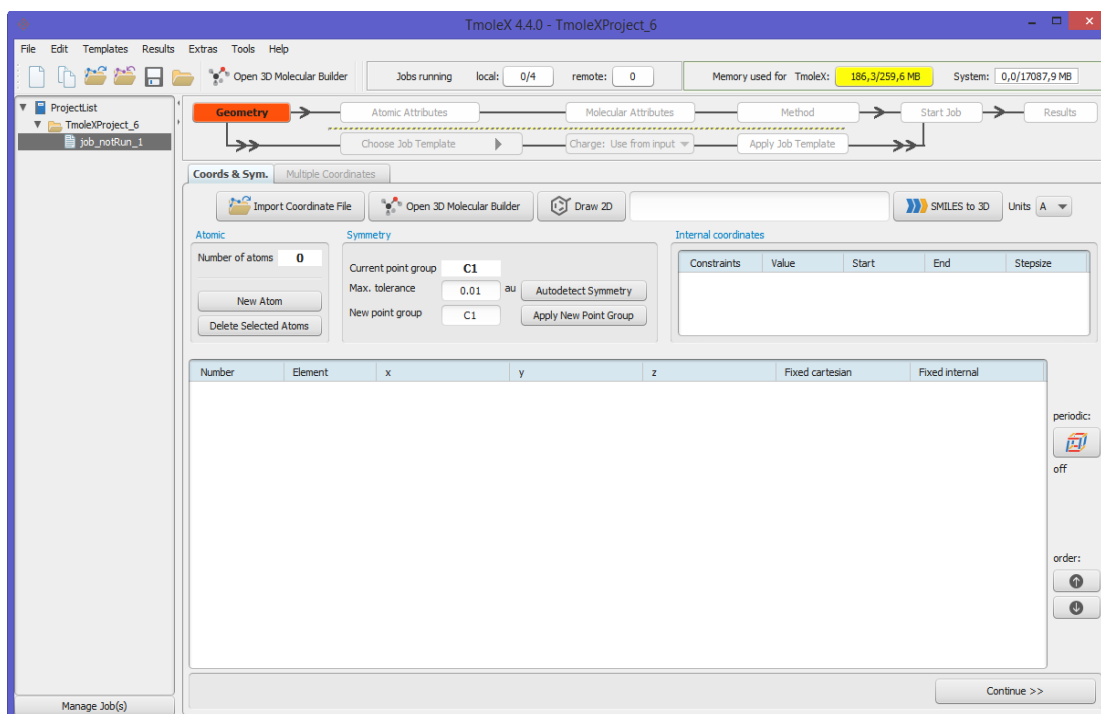 TmoleX 4.4.0 - TmoleXProject_6
File Edit Templates Results Extras Tools Help
Open 3D Molecular Builder Jobs running local: 0/4 remote: 0 Memory used for TmoleX: 186,3/259,6 MB System: 0,0/17087,9 MB
ProjectList
TmoleXProject_6
job_notRun_1
Geometry Atomic Attributes Molecular Attributes Method Start Job Results
Choose Job Template Charge: Use from input Apply Job Template
Coords & Sym. Multiple Coordinates
Import Coordinate File Open 3D Molecular Builder Draw 2D SMILES to 3D Units A
Atomic Symmetry Internal coordinates
Number of atoms 0 Current point group C1 Constraints Value Start End Stepsize
Max. tolerance 0.01 au Autodetect Symmetry
New Atom New point group C1 Apply New Point Group
Delete Selected Atoms
Number Element x y z Fixed cartesian Fixed internal
periodic:
off
order:
Continue >>
Manage Job(s)